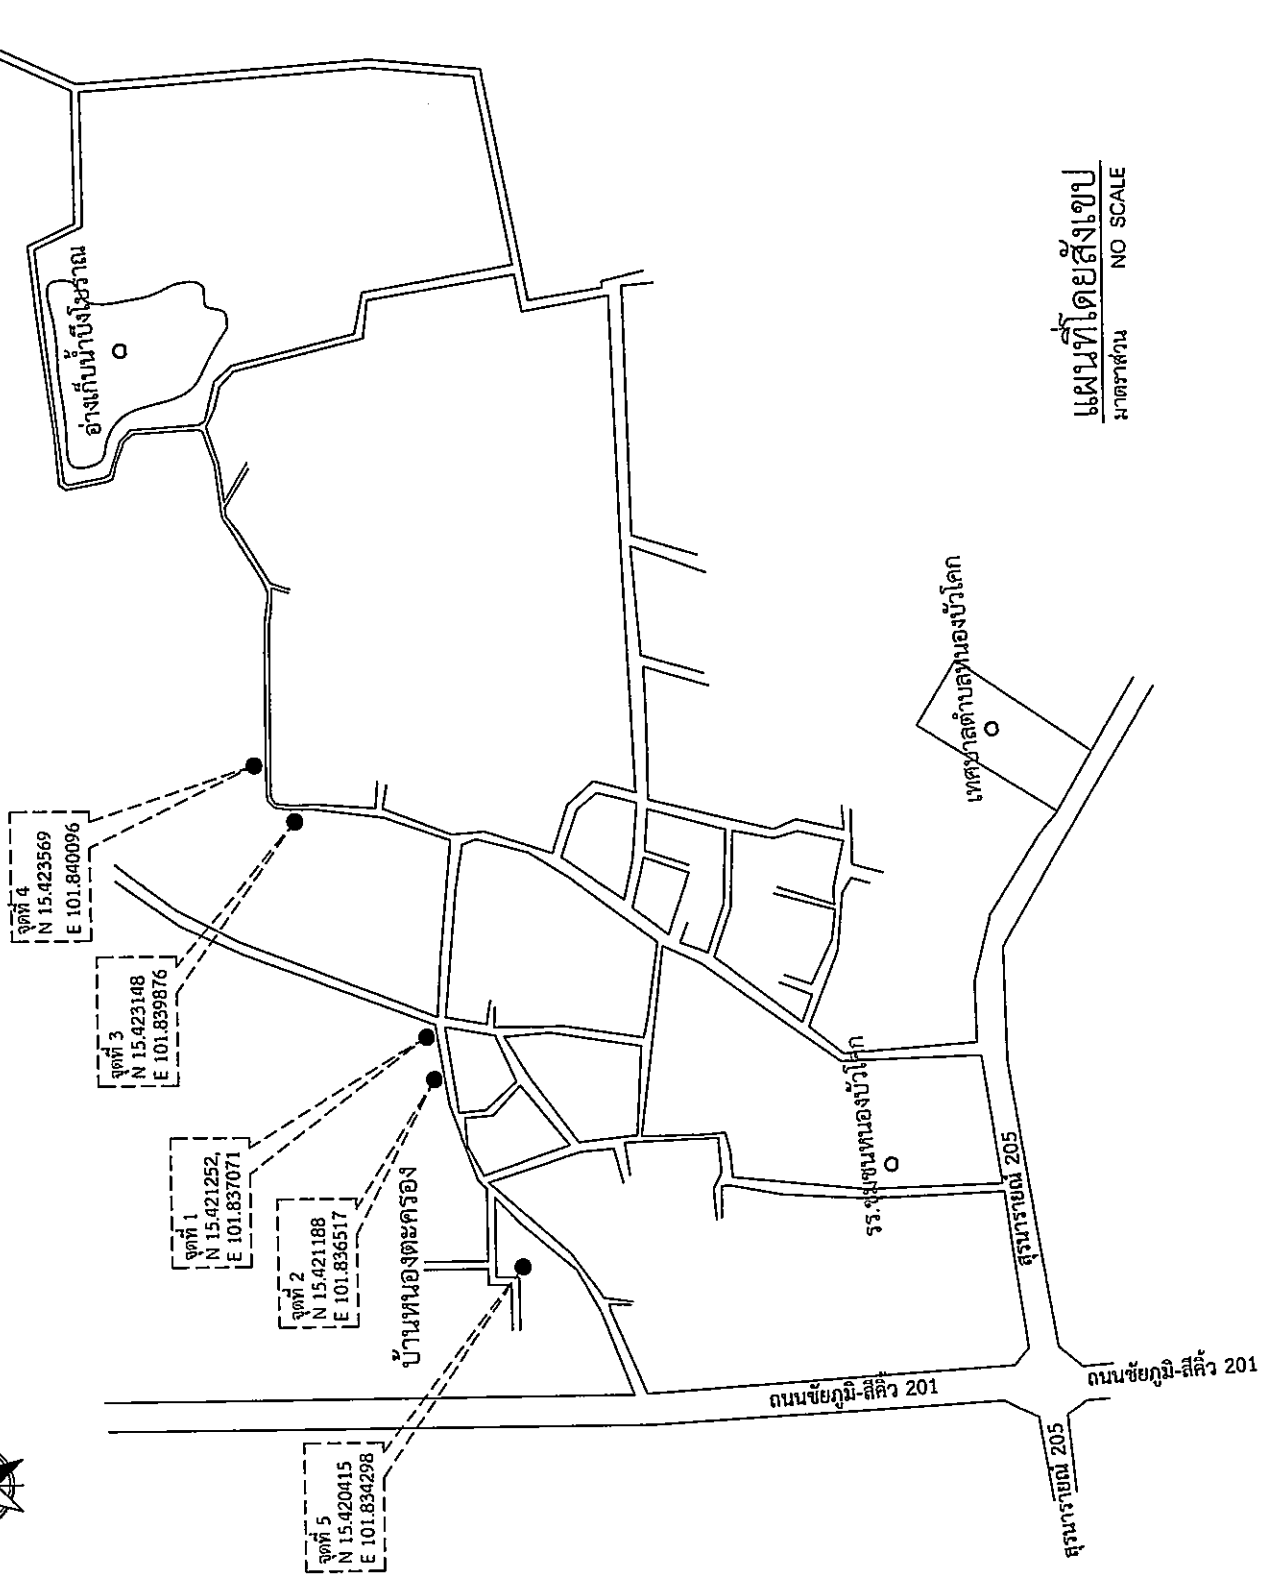 อ่างเก็บน้ำบึงโบราณ
จุดที่ 4
N 15.423569
E 101.840096
จุดที่ 3
N 15.423148
E 101.839876
จุดที่ 1
N 15.421252,
E 101.837071
จุดที่ 2
N 15.421188
E 101.836517
บ้านหนองตะครอง
จุดที่ 5
N 15.420415
E 101.834298
เทศบาลตำบลหนองบัวโคก
รร.ชุมชนหนองบัวโคก
สุรนารายณ์ 205
ถนนชัยภูมิ-สีคิ้ว 201
ถนนชัยภูมิ-สีคิ้ว 201
สุรนารายณ์ 205
แผนที่โดยสังเขป
มาตราส่วน NO SCALE